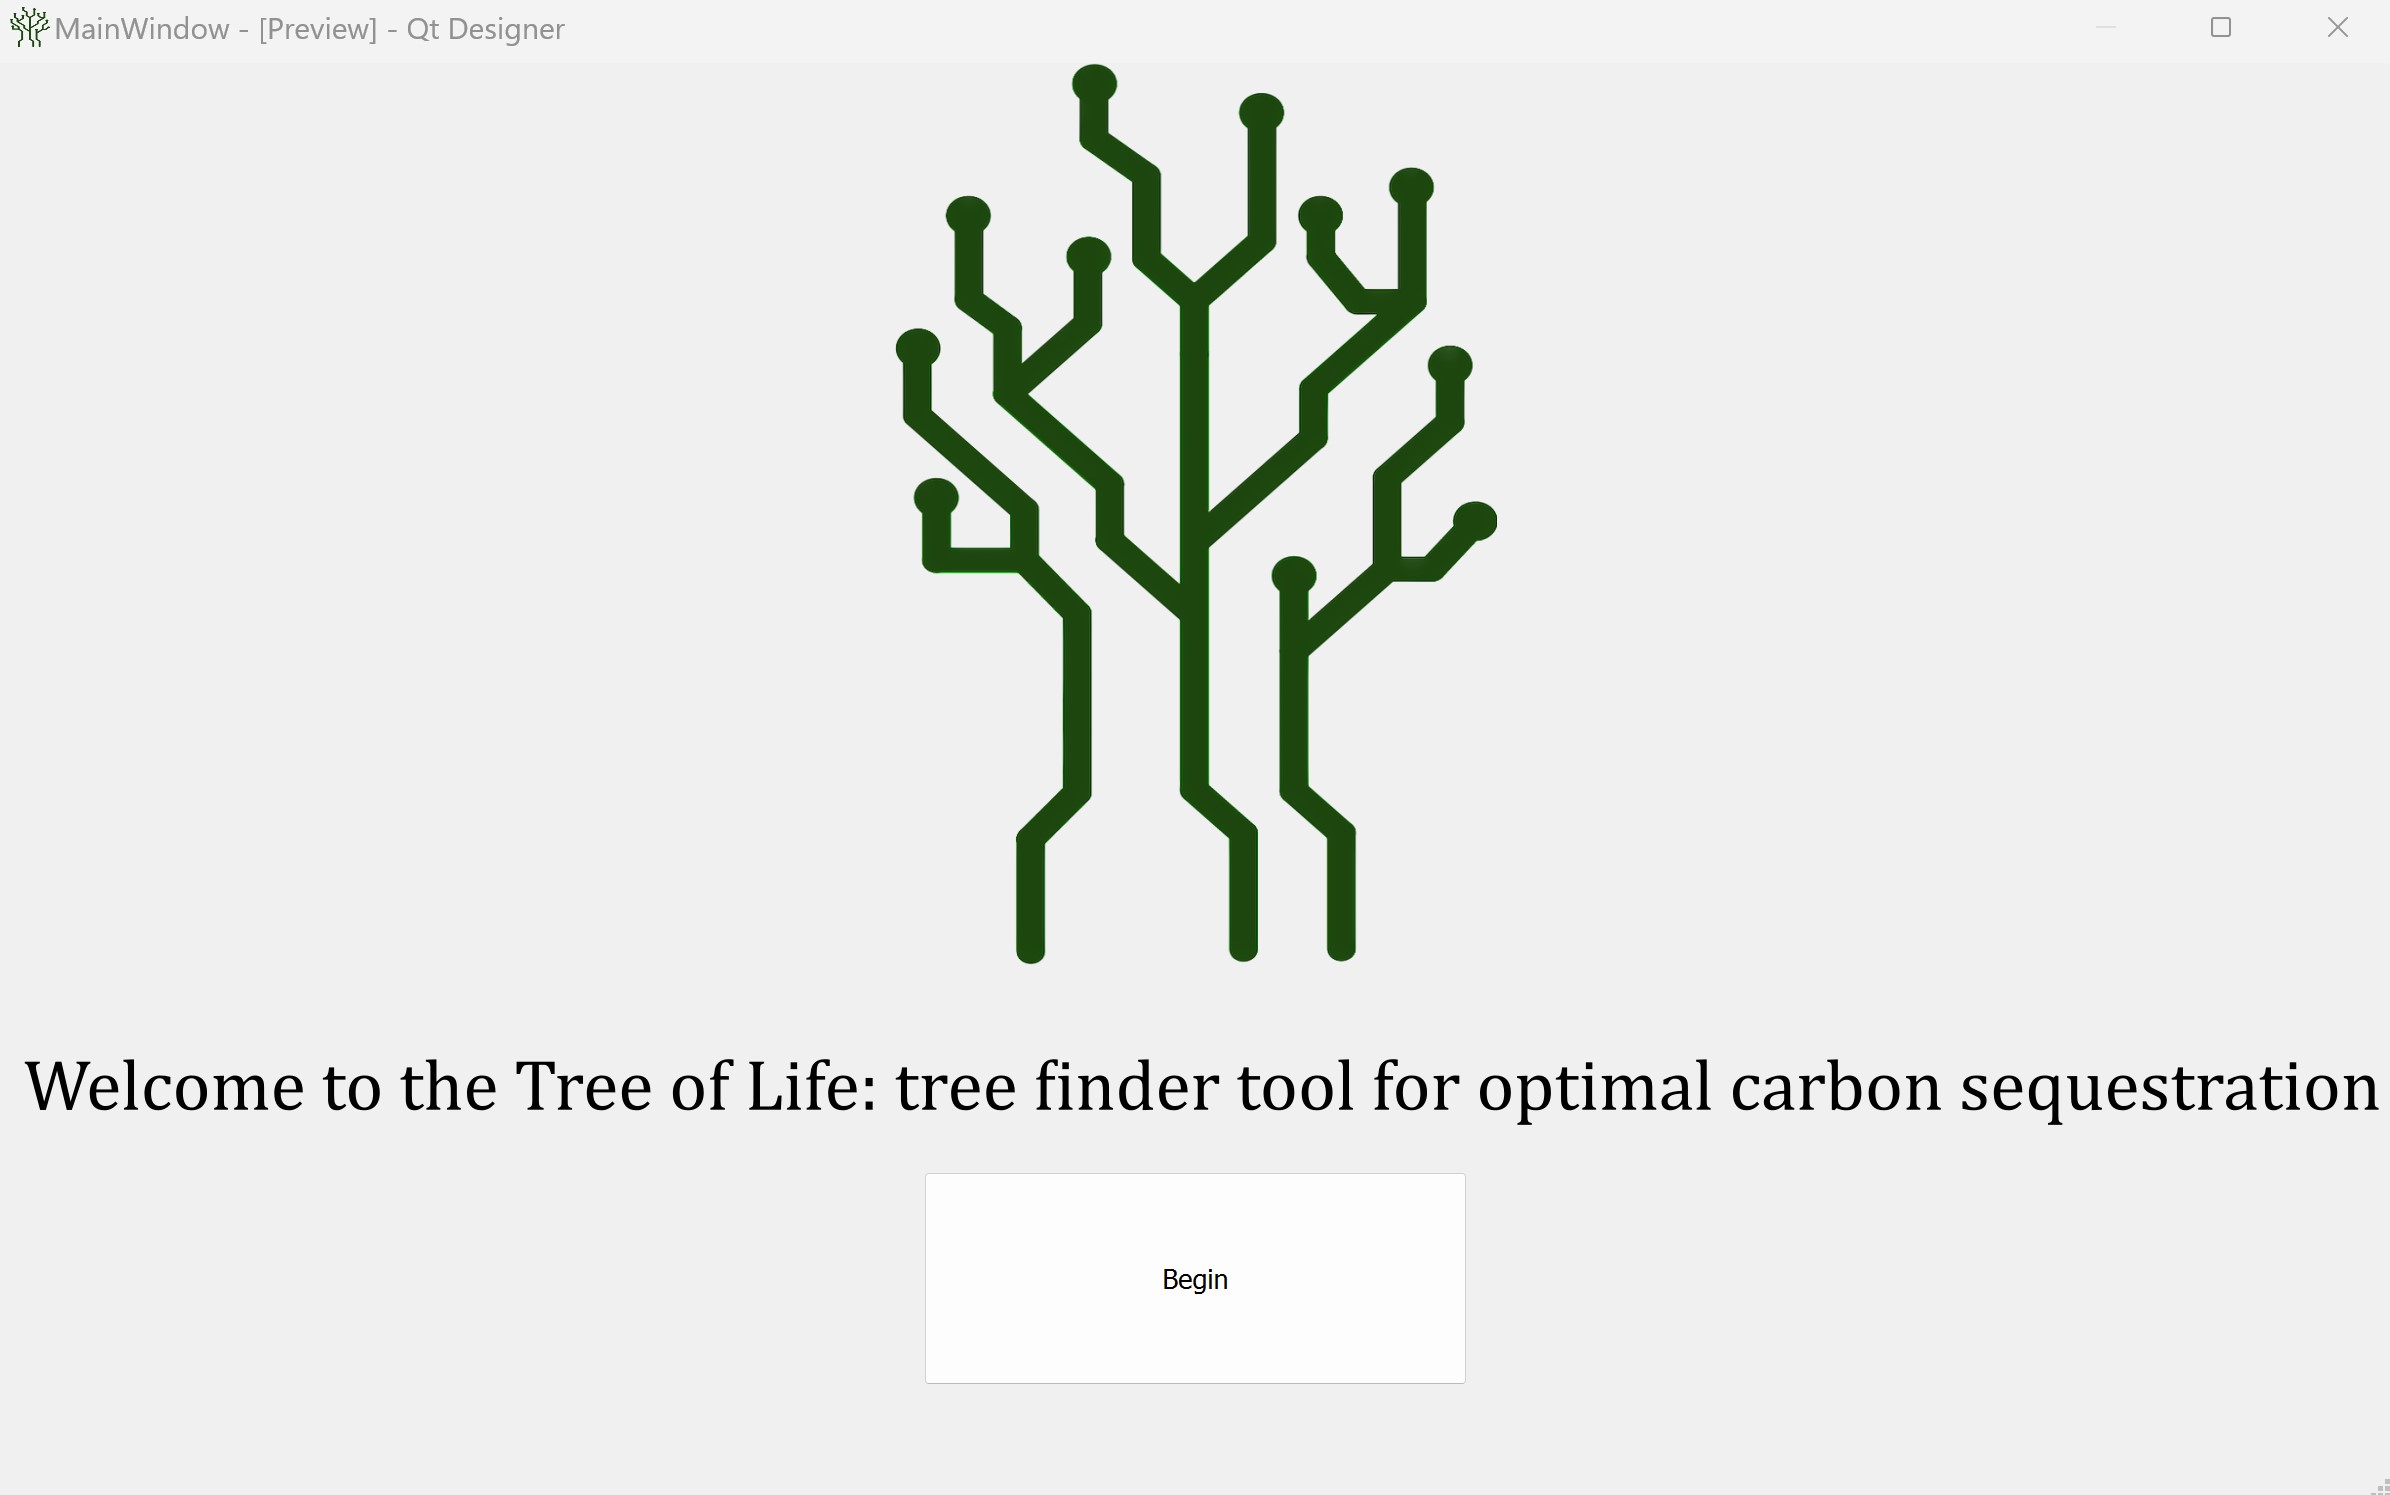 MainWindow - [Preview] - Qt Designer
Welcome to the Tree of Life: tree finder tool for optimal carbon sequestration
Begin